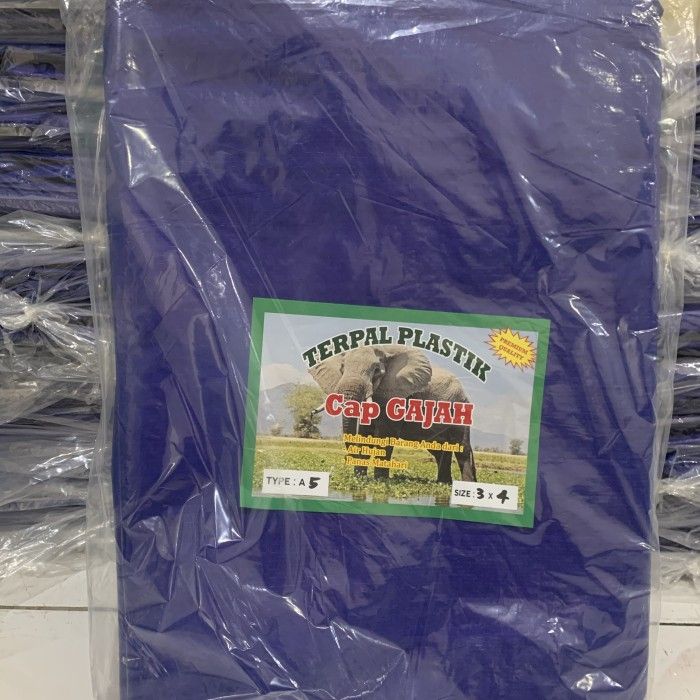 TERPAL PLASTIK
PREMIUM
QUALITY
Cap GAJAH
Melindungi Barang Anda dari :
Air Hujan
Panas Matahari
TYPE : A 5
SIZE : 3 x 4